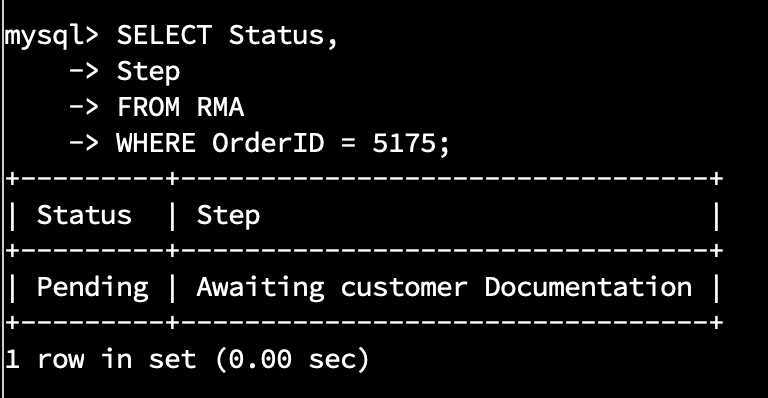 mysql> SELECT Status,
    -> Step
    -> FROM RMA
    -> WHERE OrderID = 5175;
+---------+---------------------------------+
| Status  | Step                            |
+---------+---------------------------------+
| Pending | Awaiting customer Documentation |
+---------+---------------------------------+
1 row in set (0.00 sec)